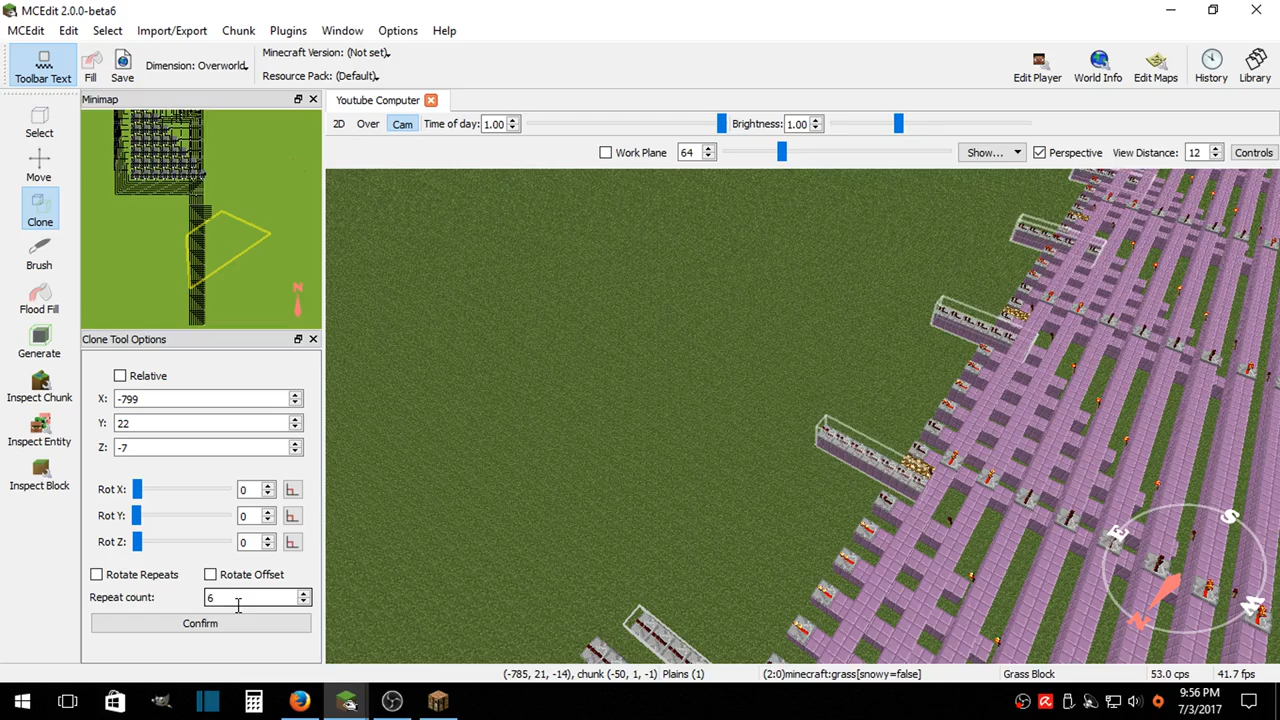 MCEdit 2.0.0-beta6
MCEdit Edit Select Import/Export Chunk Plugins Window Options Help
Toolbar Text Fill Save Dimension: Overworld
Minecraft Version: (Not set)
Resource Pack: (Default)
Edit Player World Info Edit Maps History Library
Minimap
Youtube Computer
2D Over Cam Time of day: 1.00 Brightness: 1.00
Work Plane 64 Show... Perspective View Distance: 12 Controls
Select
Move
Clone
Brush
Flood Fill
Generate
Inspect Chunk
Inspect Entity
Inspect Block
N
Clone Tool Options
Relative
X: -799
Y: 22
Z: -7
Rot X: 0
Rot Y: 0
Rot Z: 0
Rotate Repeats Rotate Offset
Repeat count: 6
Confirm
S
E
W
N
(-785, 21, -14), chunk (-50, 1, -1) Plains (1) (2:0)minecraft:grass[snowy=false] Grass Block 53.0 cps 41.7 fps
9:56 PM
7/3/2017